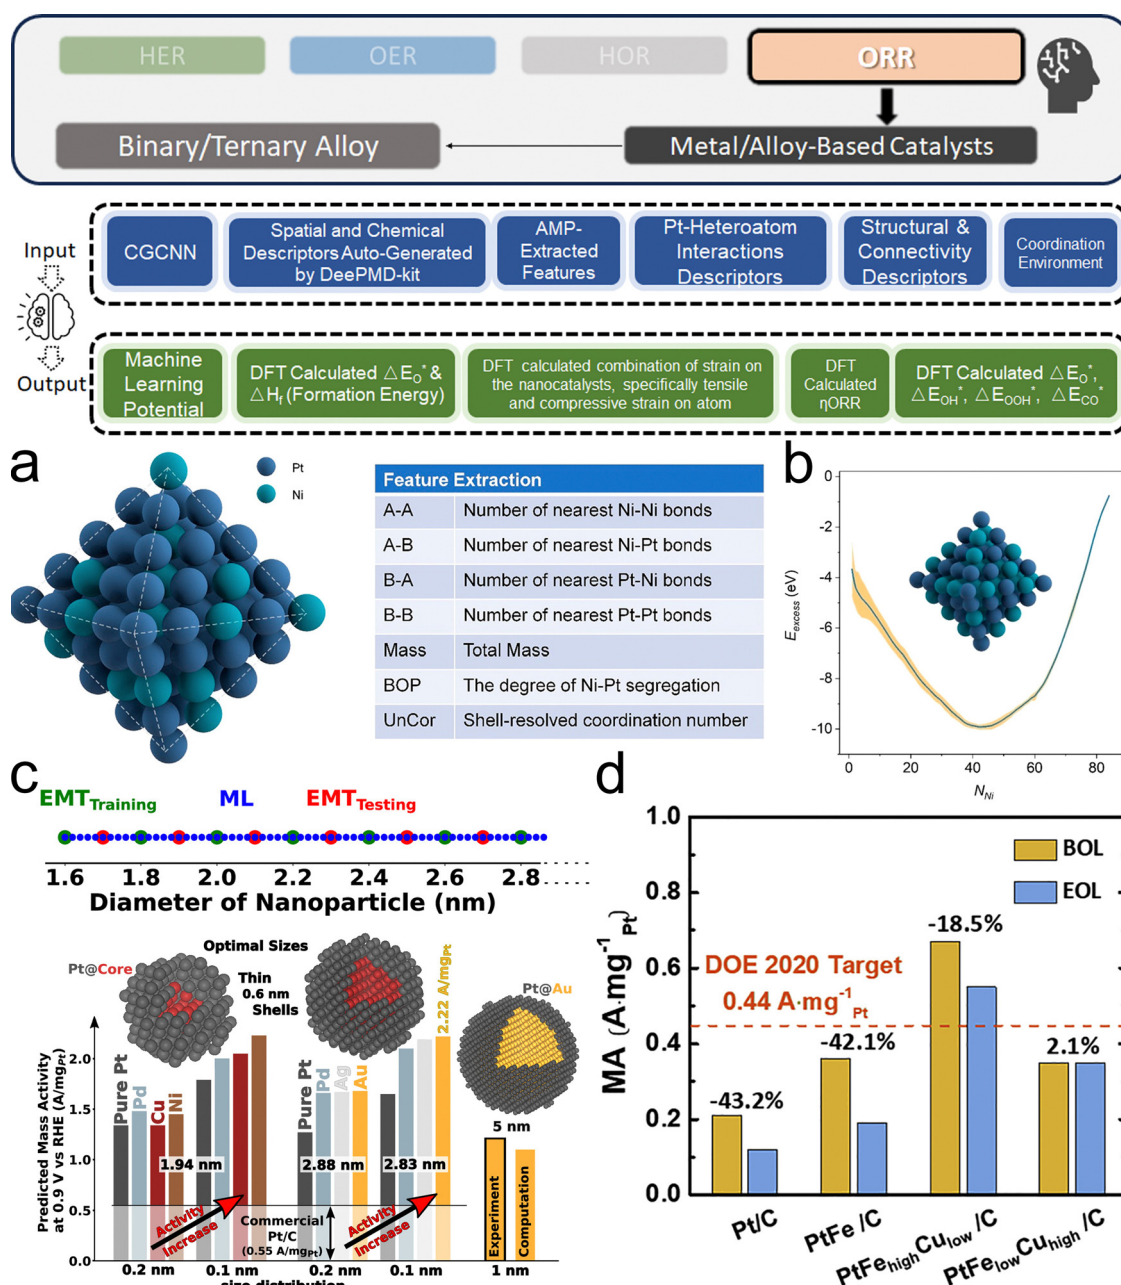 HER
OER
HOR
ORR
Binary/Ternary Alloy
Metal/Alloy-Based Catalysts
Input
CGCNN
Spatial and Chemical
Descriptors Auto-Generated
by DeePMD-kit
AMP-
Extracted
Features
Pt-Heteroatom
Interactions
Descriptors
Structural &
Connectivity
Descriptors
Coordination
Environment
Output
Machine
Learning
Potential
DFT Calculated △E_O* &
△H_f (Formation Energy)
DFT calculated combination of strain on
the nanocatalysts, specifically tensile
and compressive strain on atom
DFT
Calculated
ηORR
DFT Calculated △E_O*,
△E_OH*, △E_OOH*, △E_CO*
a
Pt
Ni
Feature Extraction
A-A Number of nearest Ni-Ni bonds
A-B Number of nearest Ni-Pt bonds
B-A Number of nearest Pt-Ni bonds
B-B Number of nearest Pt-Pt bonds
Mass Total Mass
BOP The degree of Ni-Pt segregation
UnCor Shell-resolved coordination number
b
0
-2
-4
-6
-8
-10
E_excess (eV)
0 20 40 60 80
N_Ni
c
EMT_Training ML EMT_Testing
1.6 1.8 2.0 2.2 2.4 2.6 2.8
Diameter of Nanoparticle (nm)
Optimal Sizes
Pt@Core
Thin
0.6 nm
Shells
Pt@Au
2.22 A/mg_Pt
Predicted Mass Activity
at 0.9 V vs RHE (A/mg_Pt)
2.0
1.5
1.0
0.5
0.0
Pure Pt
Pd
Cu
Ni
Pure Pt
Pd
Ag
Au
1.94 nm
2.88 nm
2.83 nm
5 nm
Activity
Increase
Commercial
Pt/C
(0.55 A/mg_Pt)
Activity
Increase
Experiment
Computation
0.2 nm 0.1 nm 0.2 nm 0.1 nm 1 nm
size distribution
d
MA (A·mg⁻¹_Pt)
1.0
0.8
0.6
0.4
0.2
0.0
BOL
EOL
DOE 2020 Target
0.44 A·mg⁻¹_Pt
-43.2%
-42.1%
-18.5%
2.1%
Pt/C
PtFe /C
PtFe_highCu_low/C
PtFe_lowCu_high/C